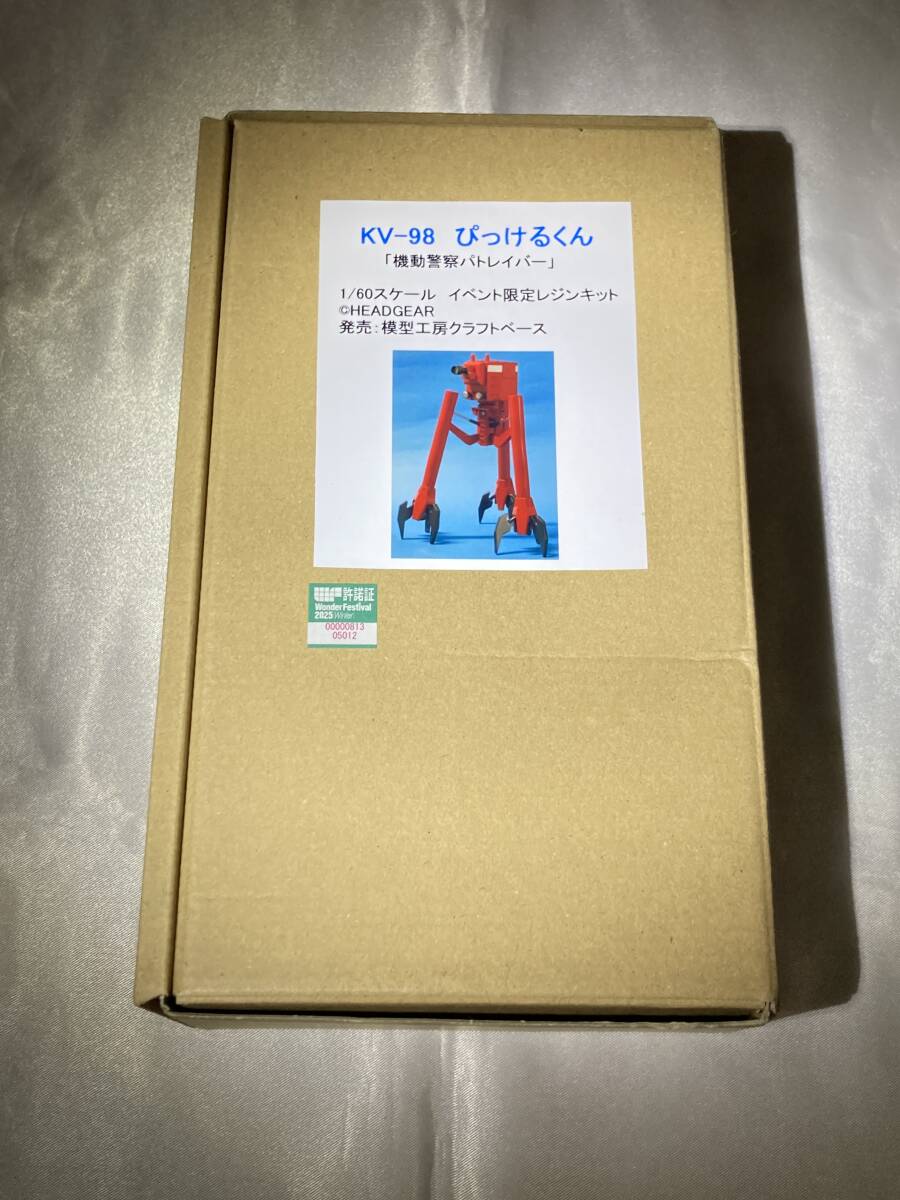 KV-98 ぴっけるくん
「機動警察パトレイバー」
1/60スケール イベント限定レジンキット
©HEADGEAR
発売：模型工房クラフトベース
WF 許諾証
Wonder Festival
2025 Winter
00000813
05012